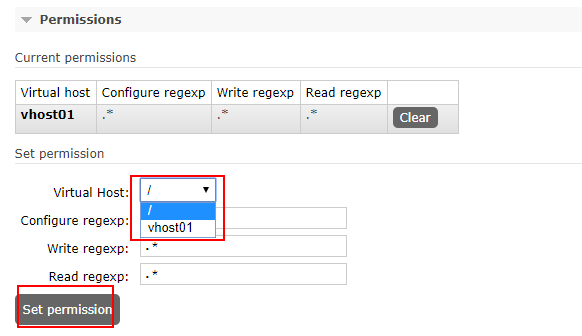 Permissions
Current permissions
Virtual host Configure regexp Write regexp Read regexp
vhost01 .* .* .* Clear
Set permission
Virtual Host: /
/
Configure regexp:
vhost01
Write regexp: .*
Read regexp: .*
Set permission